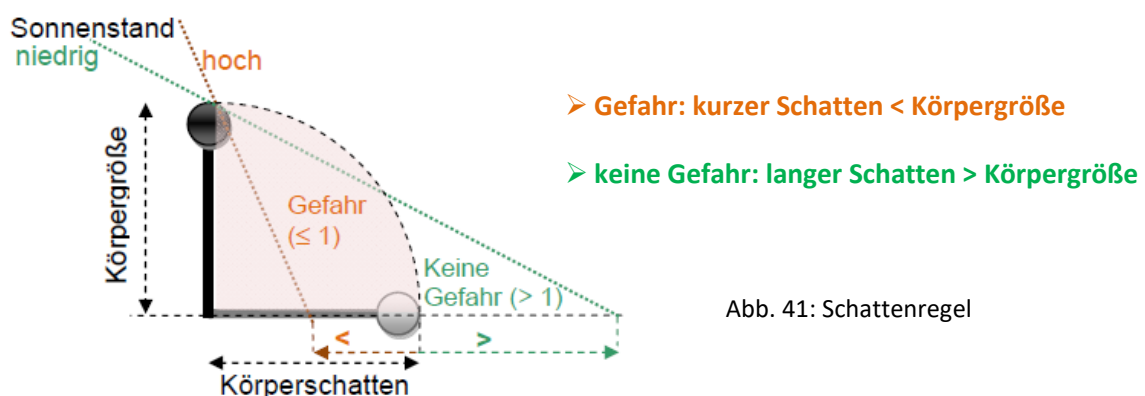 Sonnenstand
niedrig
hoch
Körpergröße
Gefahr
(≤ 1)
Keine
Gefahr (> 1)
<
>
Körperschatten
➢ Gefahr: kurzer Schatten < Körpergröße
➢ keine Gefahr: langer Schatten > Körpergröße
Abb. 41: Schattenregel